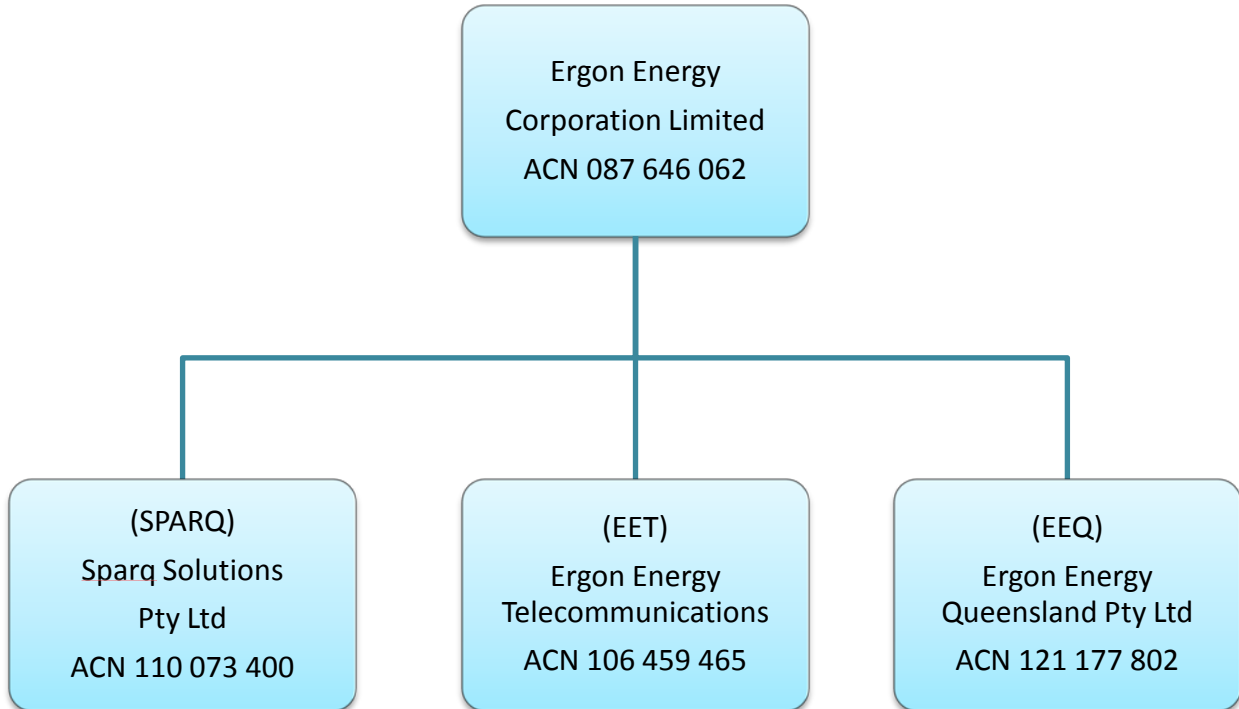 Ergon Energy
Corporation Limited
ACN 087 646 062
(SPARQ)
Sparq Solutions
Pty Ltd
ACN 110 073 400
(EET)
Ergon Energy
Telecommunications
ACN 106 459 465
(EEQ)
Ergon Energy
Queensland Pty Ltd
ACN 121 177 802